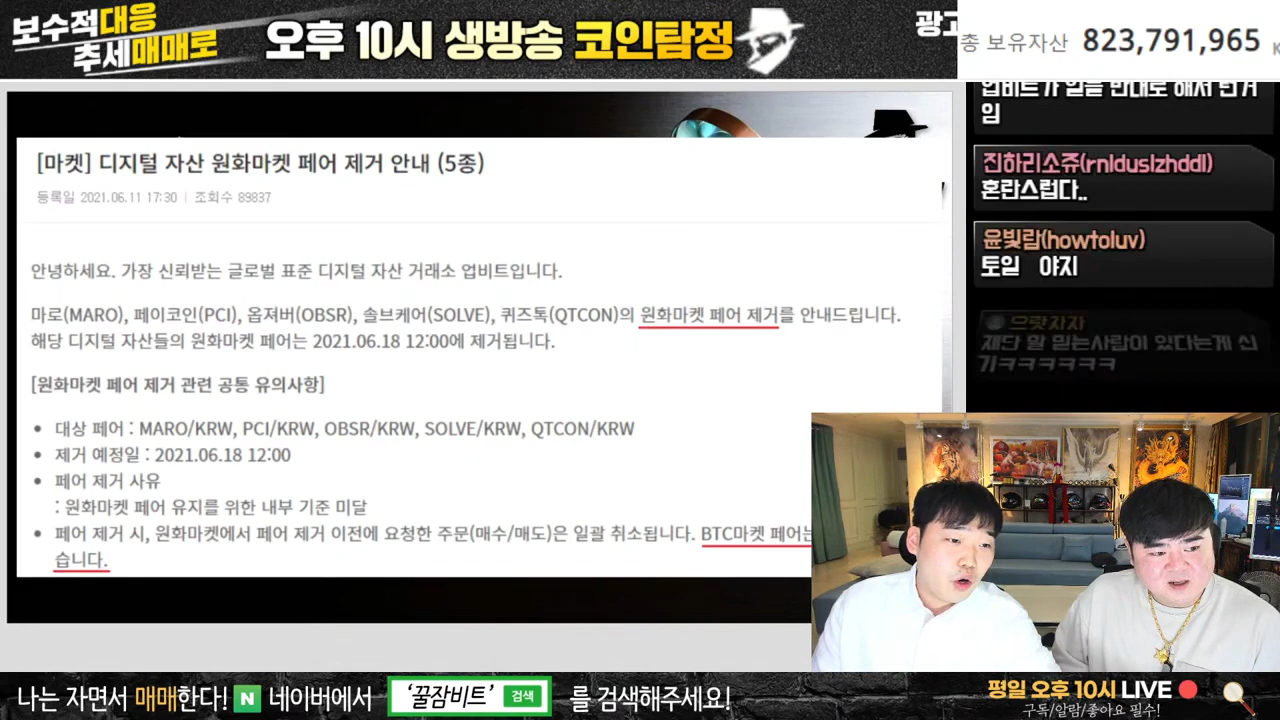 보수적대응
추세매매로
오후 10시 생방송 코인탐정
광고
총 보유자산 823,791,965
임
진하리소쥬(rnlduslzhddl)
혼란스럽다..
윤빛람(howtoluv)
토일 야지
으랏차자
재단 말 믿는사람이 있다는게 신
기ㅋㅋㅋㅋㅋㅋ
[마켓] 디지털 자산 원화마켓 페어 제거 안내 (5종)
등록일 2021.06.11 17:30 | 조회수 89837
안녕하세요. 가장 신뢰받는 글로벌 표준 디지털 자산 거래소 업비트입니다.
마로(MARO), 페이코인(PCI), 옵져버(OBSR), 솔브케어(SOLVE), 퀴즈톡(QTCON)의 원화마켓 페어 제거를 안내드립니다.
해당 디지털 자산들의 원화마켓 페어는 2021.06.18 12:00에 제거됩니다.
[원화마켓 페어 제거 관련 공통 유의사항]
• 대상 페어 : MARO/KRW, PCI/KRW, OBSR/KRW, SOLVE/KRW, QTCON/KRW
• 제거 예정일 : 2021.06.18 12:00
• 페어 제거 사유
: 원화마켓 페어 유지를 위한 내부 기준 미달
• 페어 제거 시, 원화마켓에서 페어 제거 이전에 요청한 주문(매수/매도)은 일괄 취소됩니다. BTC마켓 페어는
습니다.
나는 자면서 매매한다! N 네이버에서 '꿀잠비트' 검색 를 검색해주세요!
평일 오후 10시 LIVE
구독/알람/좋아요 필수!